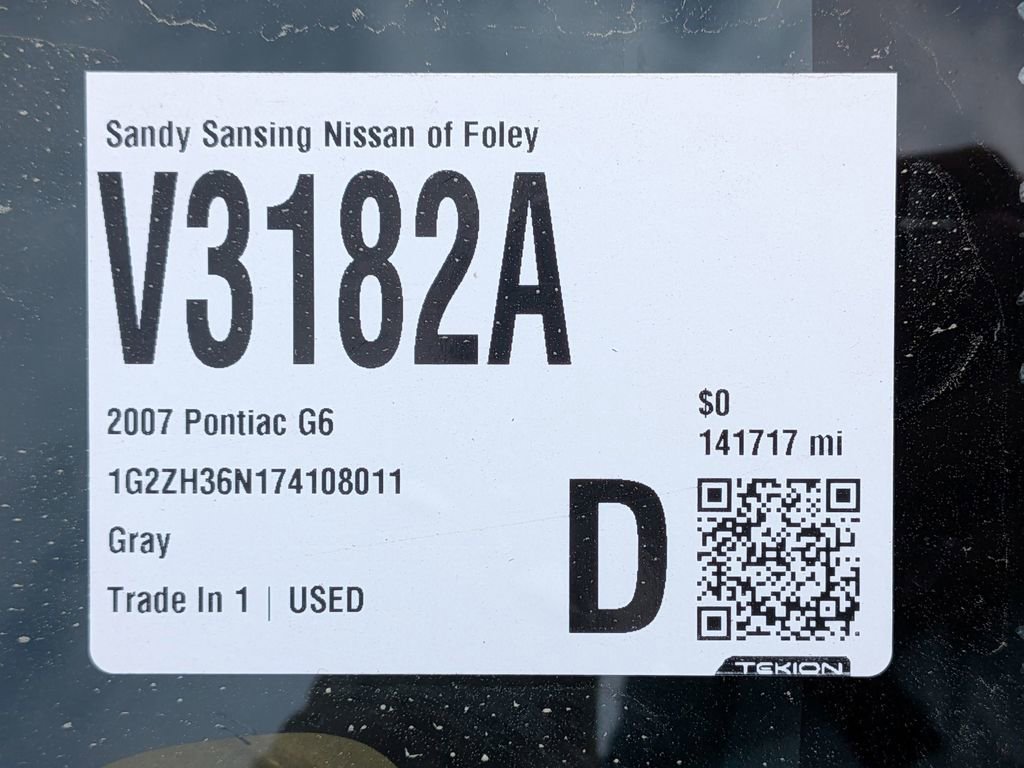 Sandy Sansing Nissan of Foley
V3182A
2007 Pontiac G6
1G2ZH36N174108011
Gray
Trade In 1 | USED
$0
141717 mi
D
TEKION